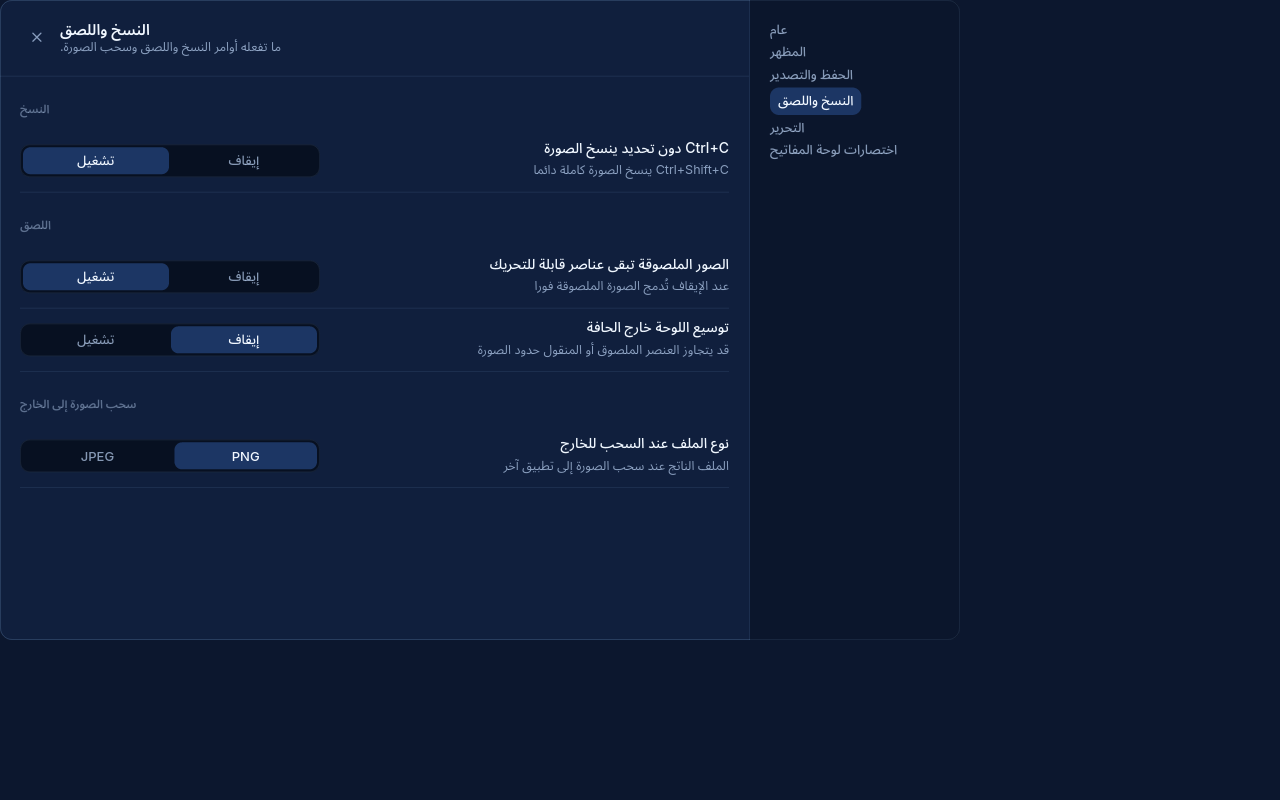 عام
المظهر
الحفظ والتصدير
النسخ واللصق
التحرير
اختصارات لوحة المفاتيح
النسخ واللصق
ما تفعله أوامر النسخ واللصق وسحب الصورة.
النسخ
Ctrl+C دون تحديد ينسخ الصورة
Ctrl+Shift+C ينسخ الصورة كاملة دائما
إيقاف
تشغيل
اللصق
الصور الملصوقة تبقى عناصر قابلة للتحريك
عند الإيقاف تُدمج الصورة الملصوقة فورا
إيقاف
تشغيل
توسيع اللوحة خارج الحافة
قد يتجاوز العنصر الملصوق أو المنقول حدود الصورة
إيقاف
تشغيل
سحب الصورة إلى الخارج
نوع الملف عند السحب للخارج
الملف الناتج عند سحب الصورة إلى تطبيق آخر
PNG
JPEG